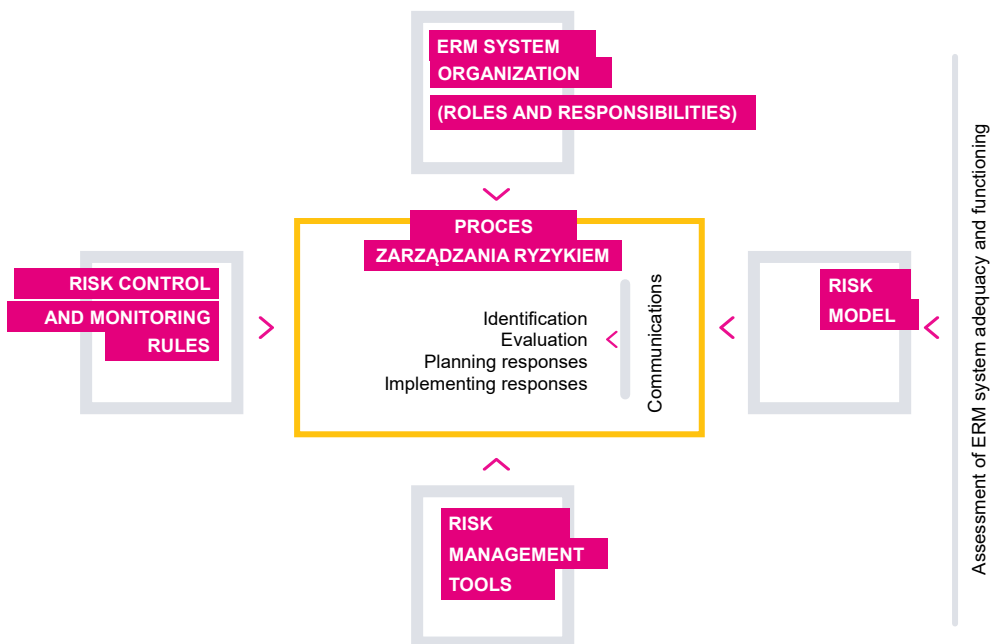 ERM SYSTEM
ORGANIZATION
(ROLES AND RESPONSIBILITIES)
PROCES
ZARZĄDZANIA RYZYKIEM
RISK CONTROL
AND MONITORING
RULES
Identification
Evaluation
Planning responses
Implementing responses
Communications
RISK
MODEL
RISK
MANAGEMENT
TOOLS
Assessment of ERM system adequacy and functioning